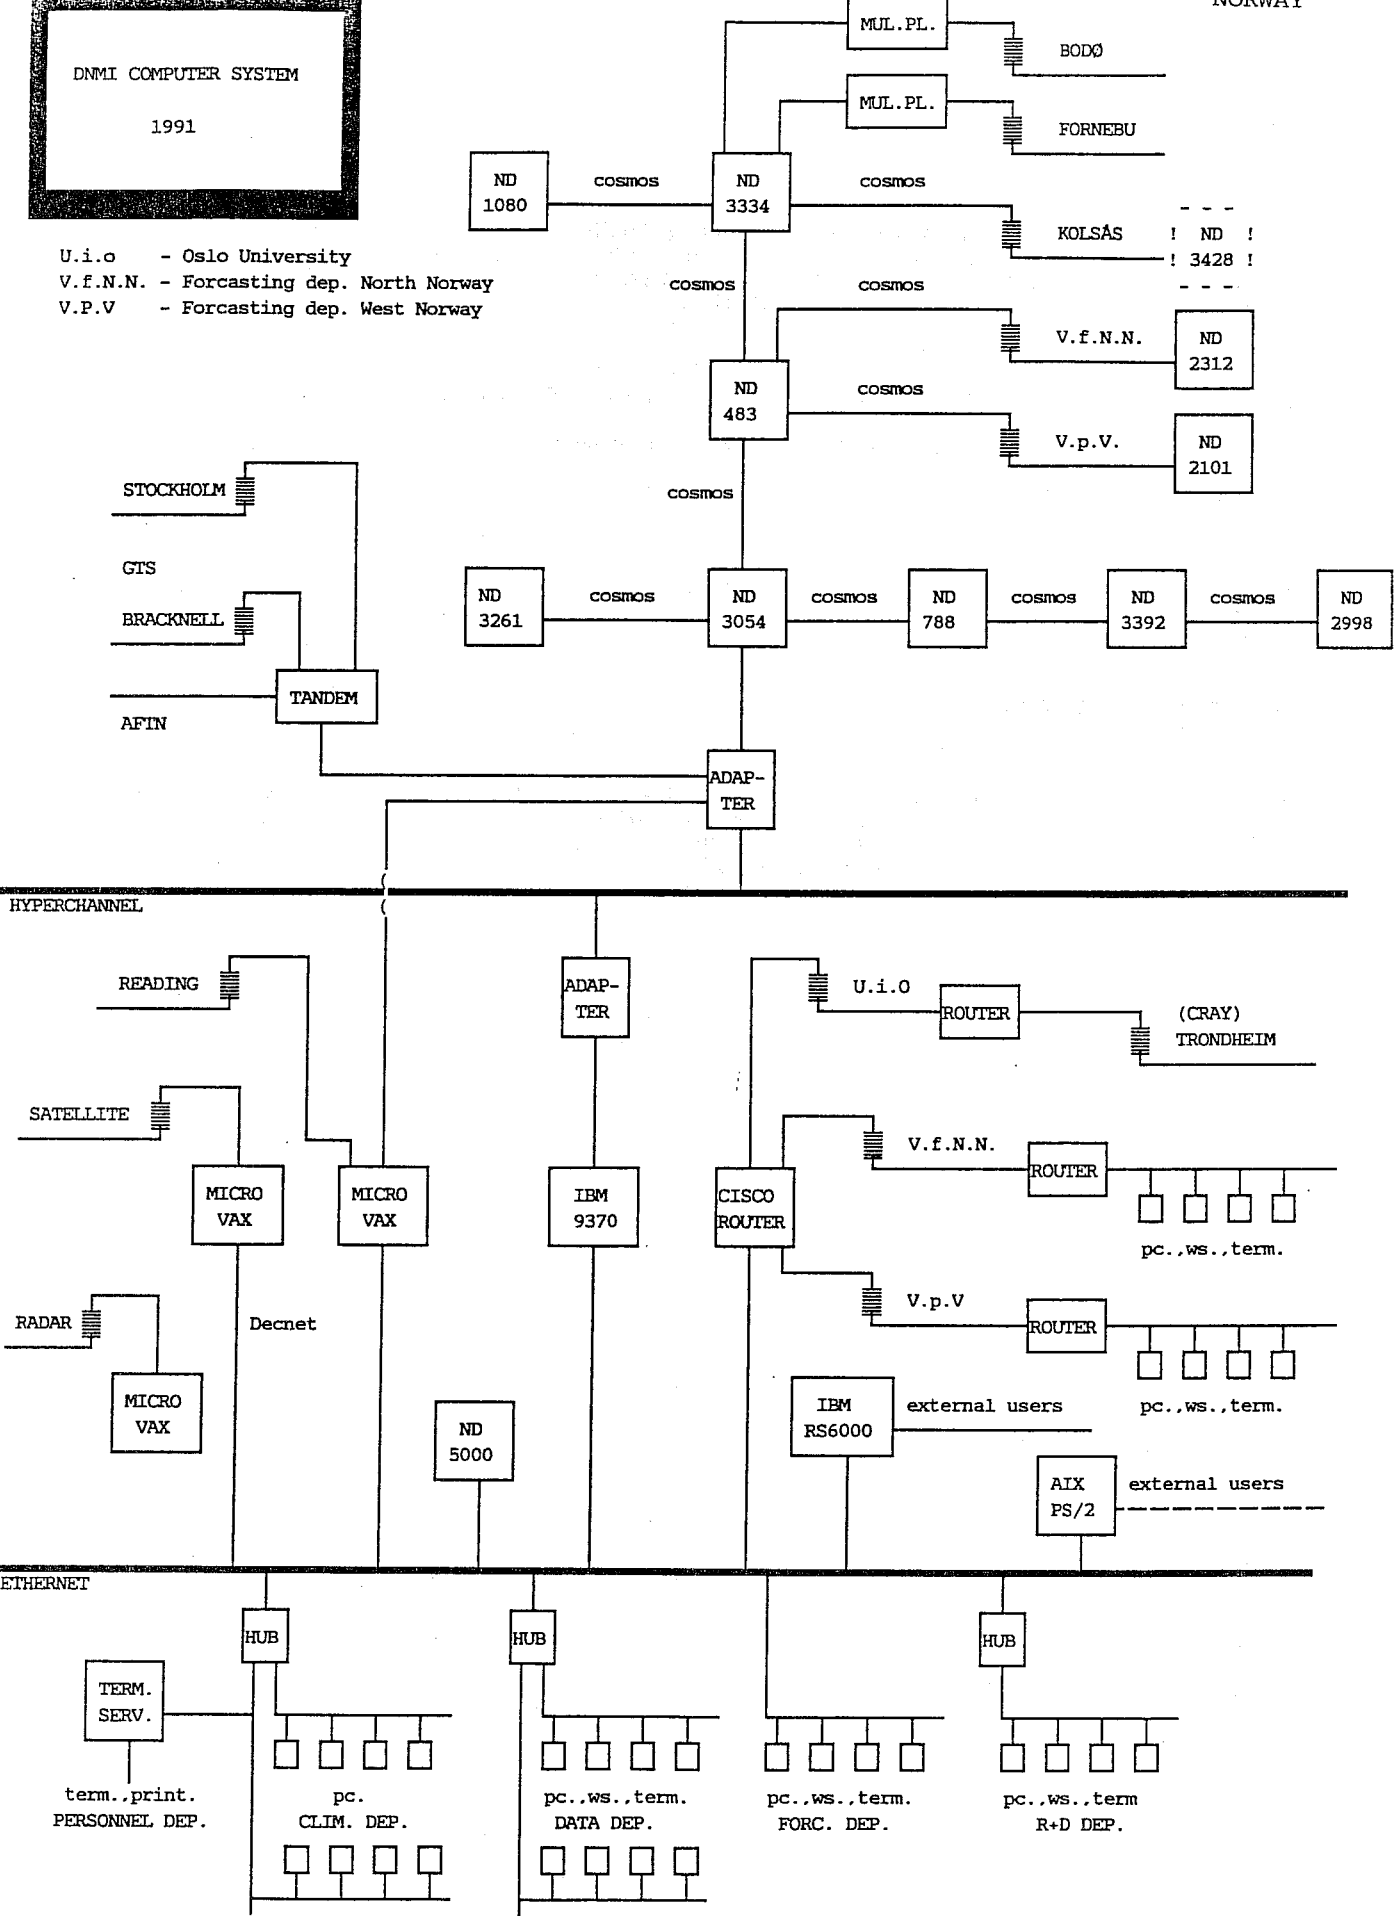 NORWAY
DNMI COMPUTER SYSTEM
1991
U.i.o - Oslo University
V.f.N.N. - Forcasting dep. North Norway
V.P.V - Forcasting dep. West Norway
MUL.PL.
BODØ
MUL.PL.
FORNEBU
ND
1080
cosmos
ND
3334
cosmos
KOLSÅS
! ND !
! 3428 !
cosmos
cosmos
V.f.N.N.
ND
2312
ND
483
cosmos
V.p.V.
ND
2101
cosmos
STOCKHOLM
GTS
BRACKNELL
TANDEM
AFIN
ND
3261
cosmos
ND
3054
cosmos
ND
788
cosmos
ND
3392
cosmos
ND
2998
ADAP-
TER
HYPERCHANNEL
READING
ADAP-
TER
U.i.O
ROUTER
(CRAY)
TRONDHEIM
SATELLITE
MICRO
VAX
MICRO
VAX
IBM
9370
CISCO
ROUTER
V.f.N.N.
ROUTER
pc.,ws.,term.
RADAR
Decnet
V.p.V
ROUTER
pc.,ws.,term.
MICRO
VAX
ND
5000
IBM
RS6000
external users
AIX
PS/2
external users
ETHERNET
HUB
HUB
HUB
TERM.
SERV.
term.,print.
PERSONNEL DEP.
pc.
CLIM. DEP.
pc.,ws.,term.
DATA DEP.
pc.,ws.,term.
FORC. DEP.
pc.,ws.,term
R+D DEP.